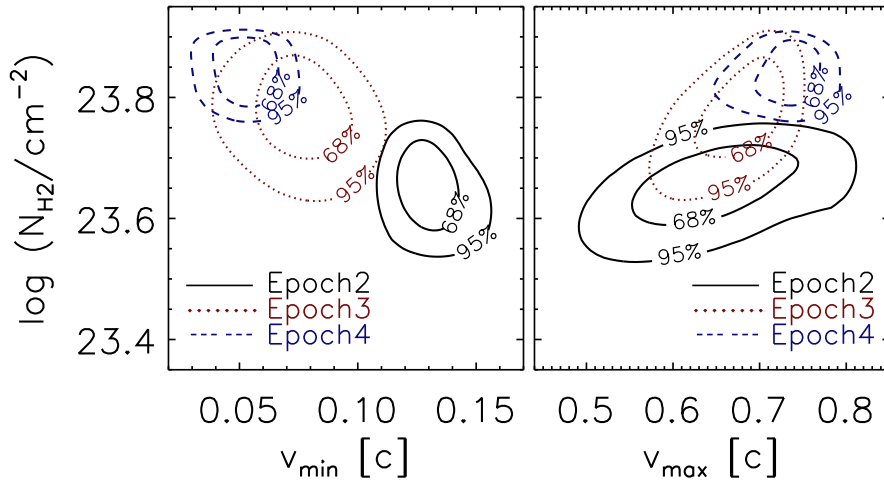 log (N_H2/cm^-2)
23.8
23.6
23.4
68%
95%
68%
95%
68%
95%
Epoch2
Epoch3
Epoch4
0.05 0.10 0.15
v_min [c]
68%
95%
95%
68%
95%
68%
95%
Epoch2
Epoch3
Epoch4
0.5 0.6 0.7 0.8
v_max [c]